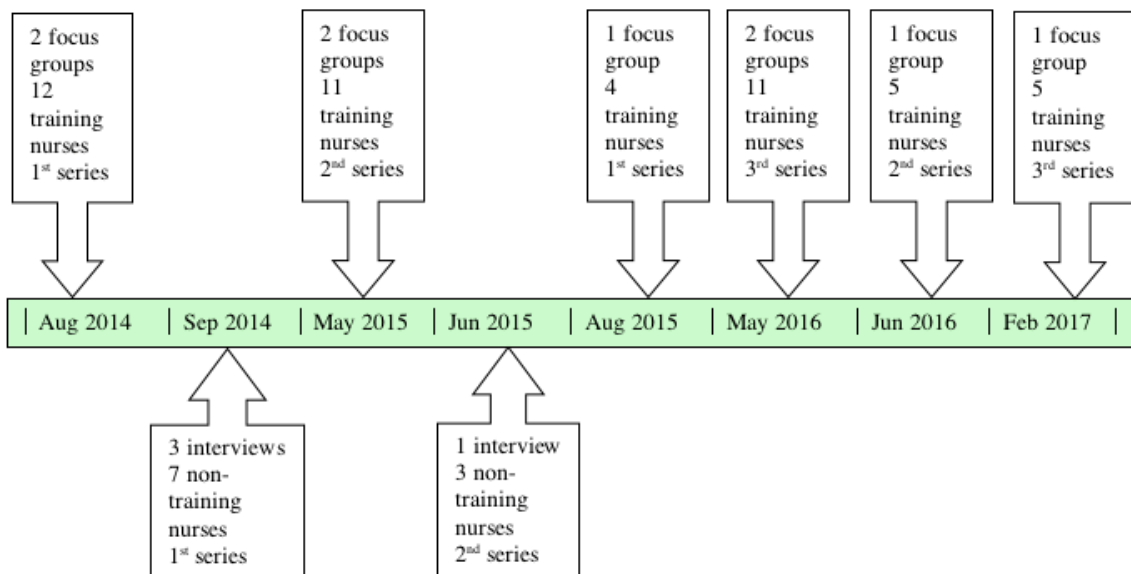 2 focus
groups
12
training
nurses
1st series
2 focus
groups
11
training
nurses
2nd series
1 focus
group
4
training
nurses
1st series
2 focus
groups
11
training
nurses
3rd series
1 focus
group
5
training
nurses
2nd series
1 focus
group
5
training
nurses
3rd series
Aug 2014
Sep 2014
May 2015
Jun 2015
Aug 2015
May 2016
Jun 2016
Feb 2017
3 interviews
7 non-
training
nurses
1st series
1 interview
3 non-
training
nurses
2nd series